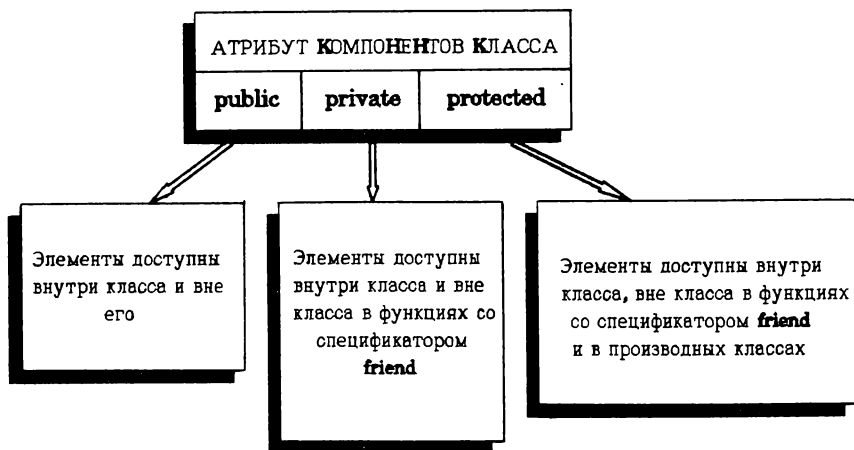 АТРИБУТ КОМПОНЕНТОВ КЛАССА
public private protected
Элементы доступны
внутри класса и вне
его
Элементы доступны
внутри класса и вне
класса в функциях со
спецификатором
friend
Элементы доступны внутри
класса, вне класса в функциях
со спецификатором friend
и в производных классах